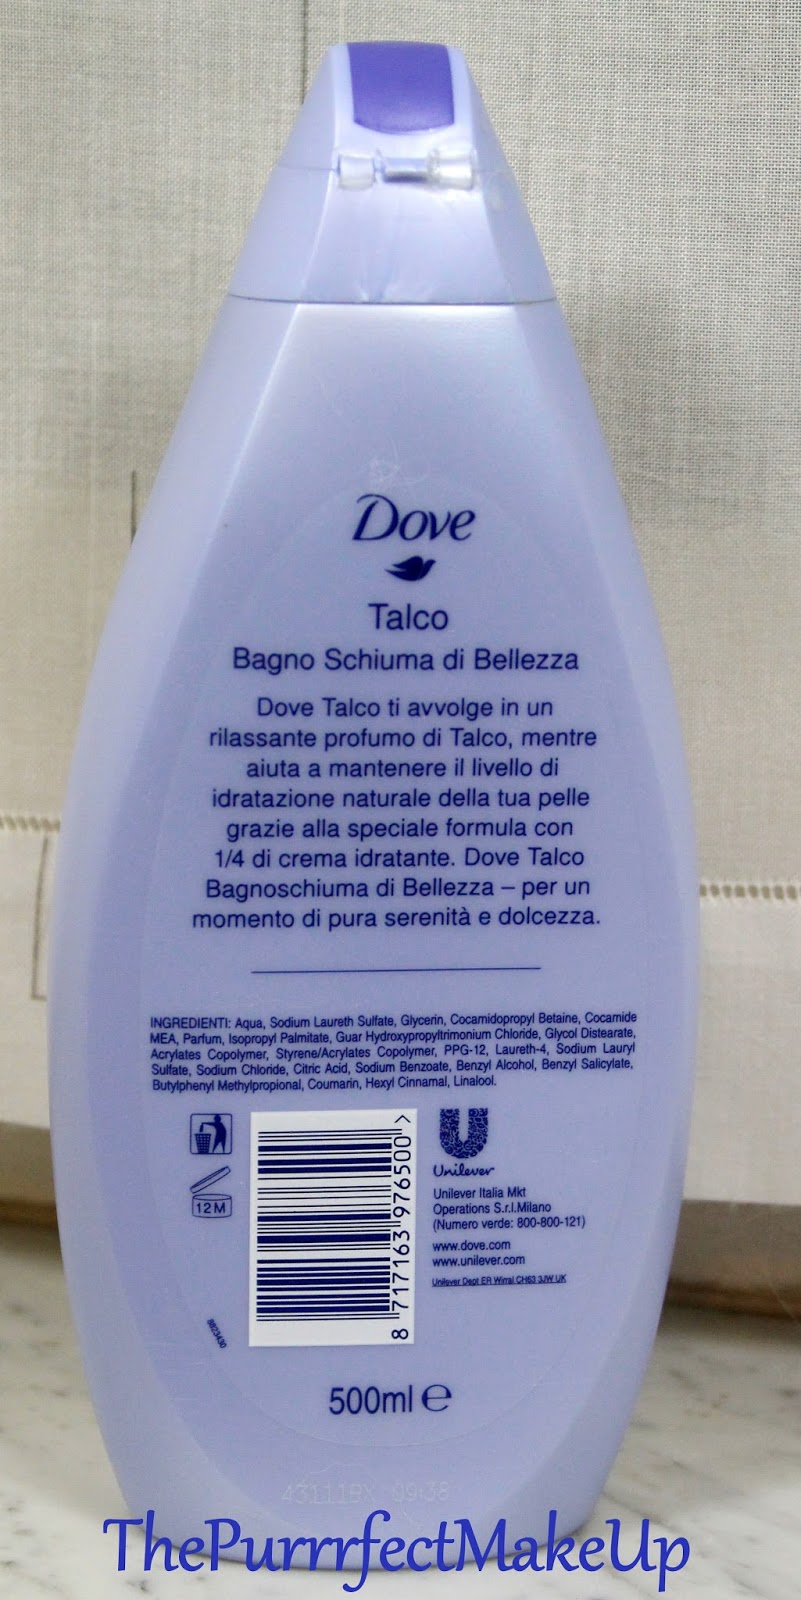 Dove
Talco
Bagno Schiuma di Bellezza
Dove Talco ti avvolge in un
rilassante profumo di Talco, mentre
aiuta a mantenere il livello di
idratazione naturale della tua pelle
grazie alla speciale formula con
1/4 di crema idratante. Dove Talco
Bagnoschiuma di Bellezza – per un
momento di pura serenità e dolcezza.
INGREDIENTI: Aqua, Sodium Laureth Sulfate, Glycerin, Cocamidopropyl Betaine, Cocamide
MEA, Parfum, Isopropyl Palmitate, Guar Hydroxypropyltrimonium Chloride, Glycol Distearate,
Acrylates Copolymer, Styrene/Acrylates Copolymer, PPG-12, Laureth-4, Sodium Lauryl
Sulfate, Sodium Chloride, Citric Acid, Sodium Benzoate, Benzyl Alcohol, Benzyl Salicylate,
Butylphenyl Methylpropional, Coumarin, Hexyl Cinnamal, Linalool.
12M
8 717163 976500 >
Unilever
Unilever Italia Mkt
Operations S.r.l.Milano
(Numero verde: 800-800-121)
www.dove.com
www.unilever.com
Unilever Dept ER Wirral CH63 3JW UK
8823430
500ml ℮
43111BX 09:38
ThePurrrfectMakeUp